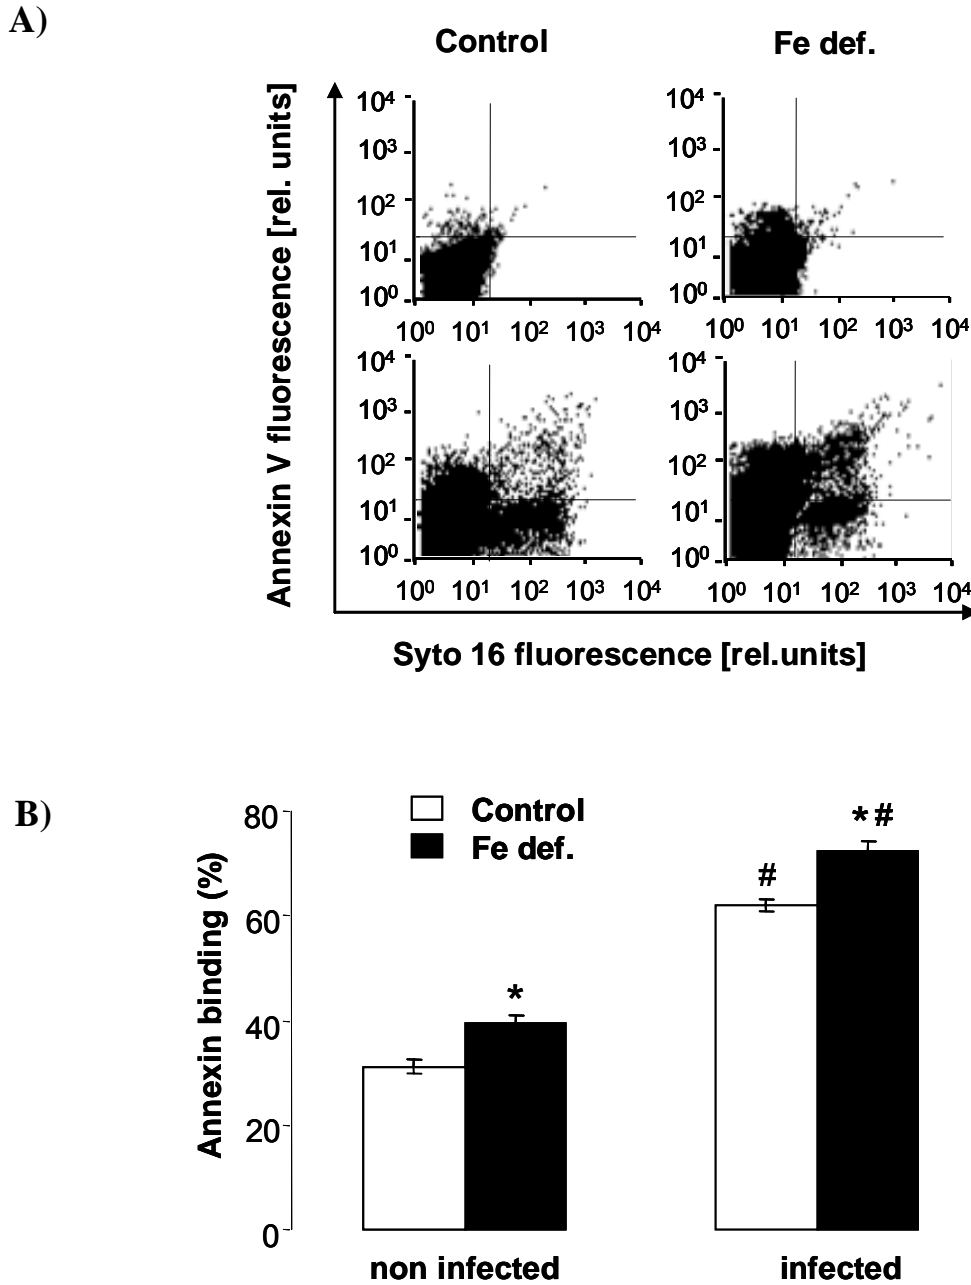 A)
Control
Fe def.
Annexin V fluorescence [rel. units]
10⁴
10³
10²
10¹
10⁰
10⁰ 10¹ 10² 10³ 10⁴
10⁴
10³
10²
10¹
10⁰
10⁰ 10¹ 10² 10³ 10⁴
10⁴
10³
10²
10¹
10⁰
10⁰ 10¹ 10² 10³ 10⁴
10⁴
10³
10²
10¹
10⁰
10⁰ 10¹ 10² 10³ 10⁴
Syto 16 fluorescence [rel.units]
B)
Annexin binding (%)
80
60
40
20
0
Control
Fe def.
*
#
* #
non infected
infected